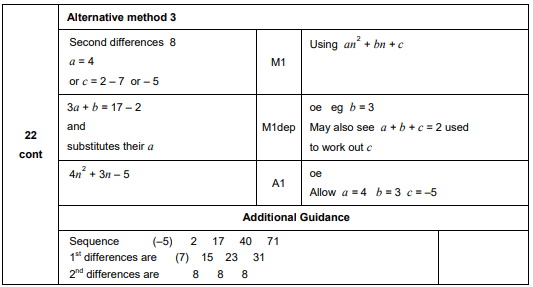 Alternative method 3
22
cont
Second differences 8
a = 4
or c = 2 – 7 or – 5
M1
Using an² + bn + c
3a + b = 17 – 2
and
substitutes their a
M1dep
oe eg b = 3
May also see a + b + c = 2 used
to work out c
4n² + 3n – 5
A1
oe
Allow a = 4 b = 3 c = –5
Additional Guidance
Sequence (–5) 2 17 40 71
1st differences are (7) 15 23 31
2nd differences are 8 8 8